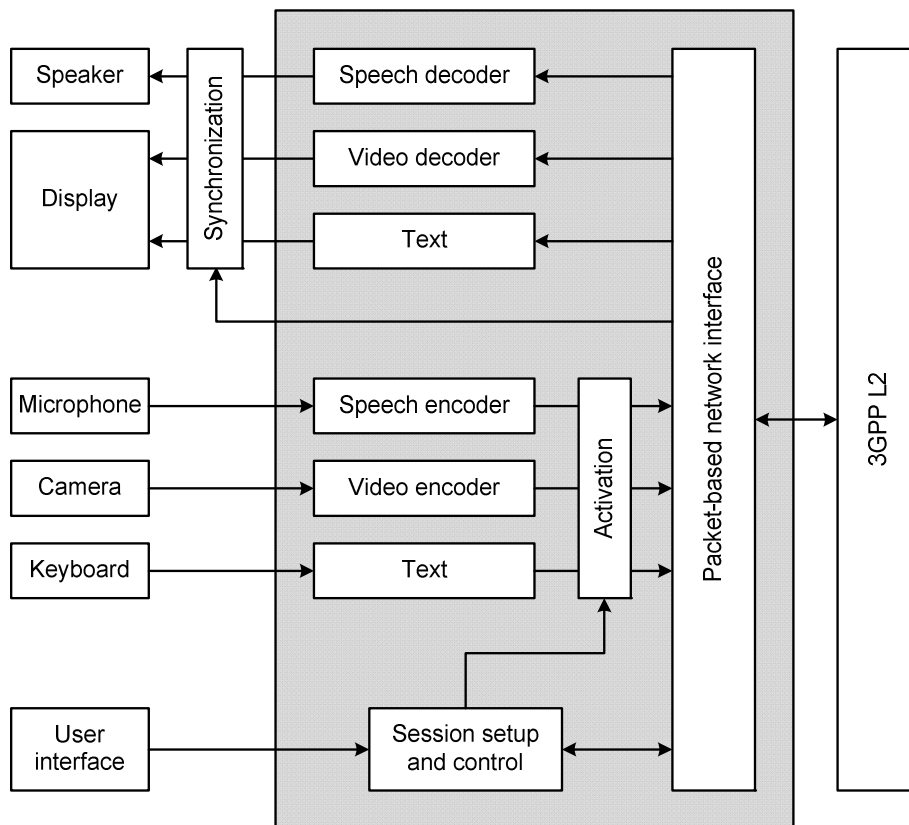 Speaker
Synchronization
Speech decoder
Display
Video decoder
Text
Packet-based network interface
3GPP L2
Microphone
Speech encoder
Activation
Camera
Video encoder
Keyboard
Text
User
interface
Session setup
and control